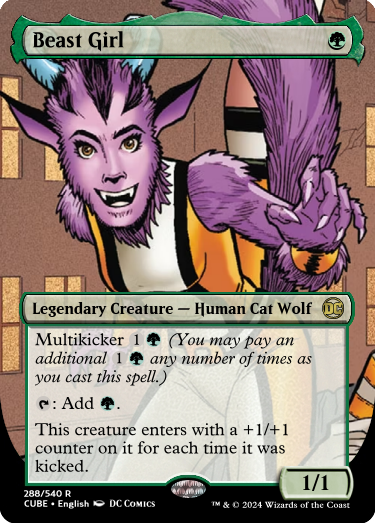 Beast Girl
Legendary Creature — Human Cat Wolf DC
Multikicker 1 (You may pay an
additional 1 any number of times as
you cast this spell.)
: Add .
This creature enters with a +1/+1
counter on it for each time it was
kicked.
1/1
288/540 R
CUBE • English DC COMICS
™ & © 2024 Wizards of the Coast